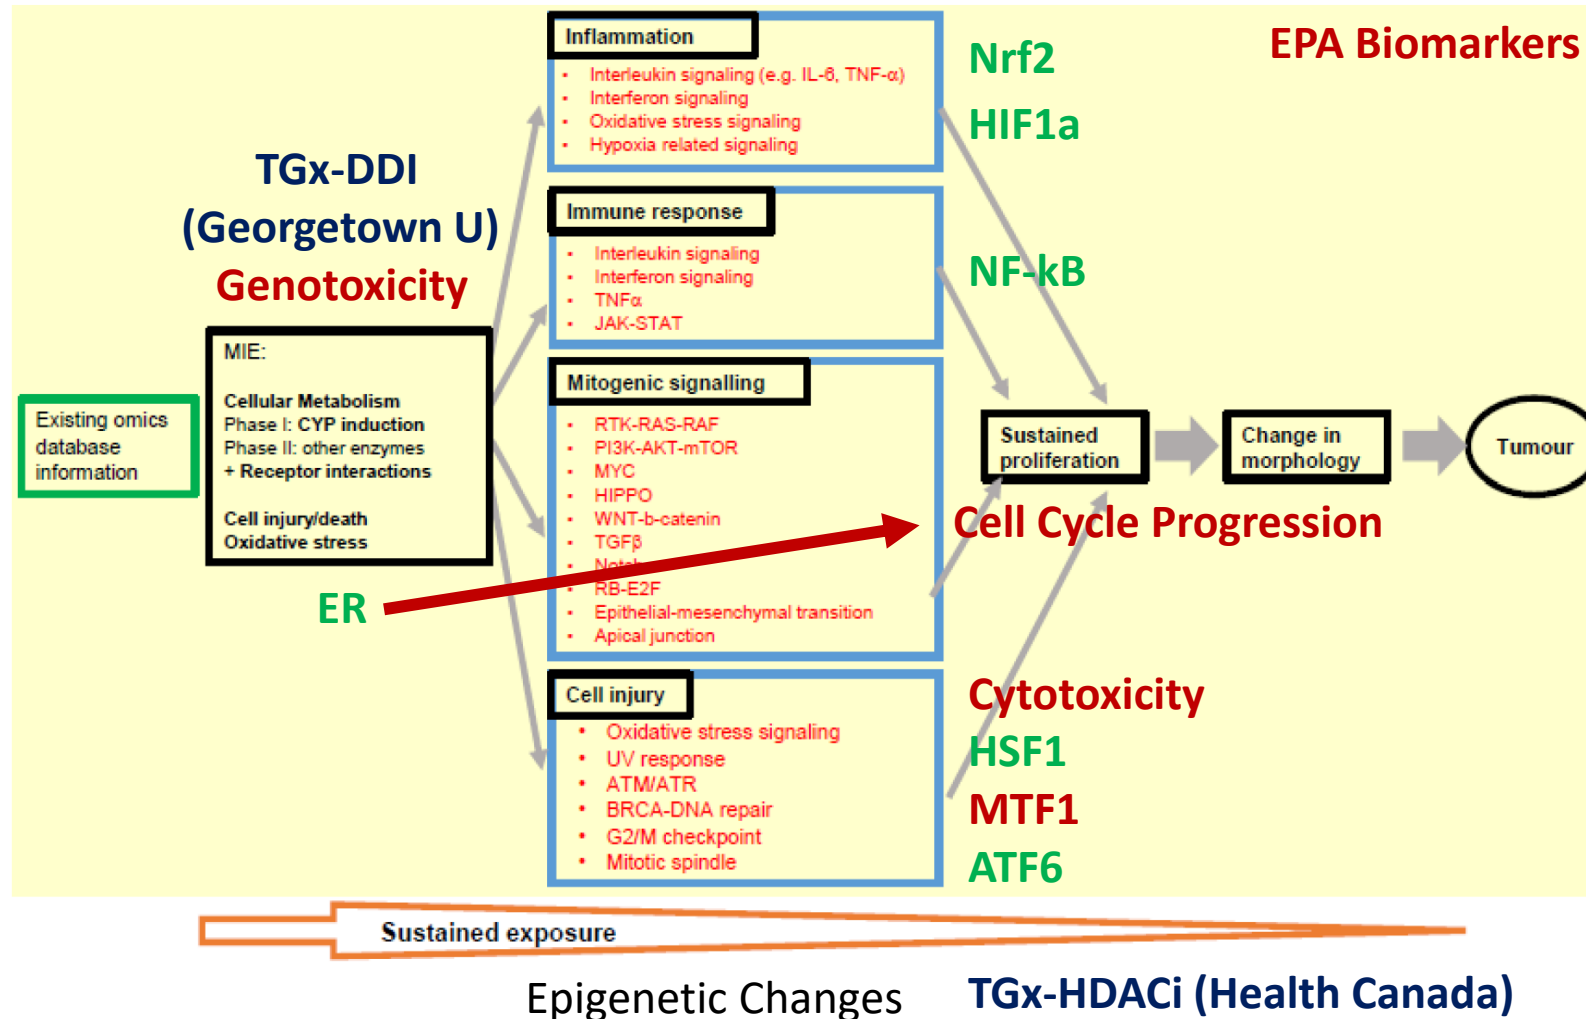 EPA Biomarkers
TGx-DDI
(Georgetown U)
Genotoxicity
Existing omics
database
information
MIE:
Cellular Metabolism
Phase I: CYP induction
Phase II: other enzymes
+ Receptor interactions
Cell injury/death
Oxidative stress
ER
Inflammation
• Interleukin signaling (e.g. IL-6, TNF-α)
• Interferon signaling
• Oxidative stress signaling
• Hypoxia related signaling
Nrf2
HIF1a
Immune response
• Interleukin signaling
• Interferon signaling
• TNFα
• JAK-STAT
NF-kB
Mitogenic signalling
• RTK-RAS-RAF
• PI3K-AKT-mTOR
• MYC
• HIPPO
• WNT-b-catenin
• TGFβ
• Notch
• RB-E2F
• Epithelial-mesenchymal transition
• Apical junction
Cell injury
• Oxidative stress signaling
• UV response
• ATM/ATR
• BRCA-DNA repair
• G2/M checkpoint
• Mitotic spindle
Cytotoxicity
HSF1
MTF1
ATF6
Sustained
proliferation
Change in
morphology
Tumour
Cell Cycle Progression
Sustained exposure
Epigenetic Changes
TGx-HDACi (Health Canada)